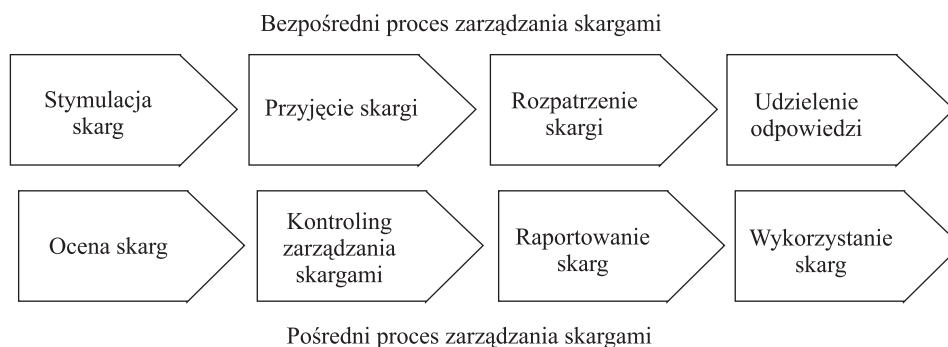 Bezpośredni proces zarządzania skargami
Stymulacja
skarg
Przyjęcie skargi
Rozpatrzenie
skargi
Udzielenie
odpowiedzi
Ocena skarg
Kontroling
zarządzania
skargami
Raportowanie
skarg
Wykorzystanie
skarg
Pośredni proces zarządzania skargami